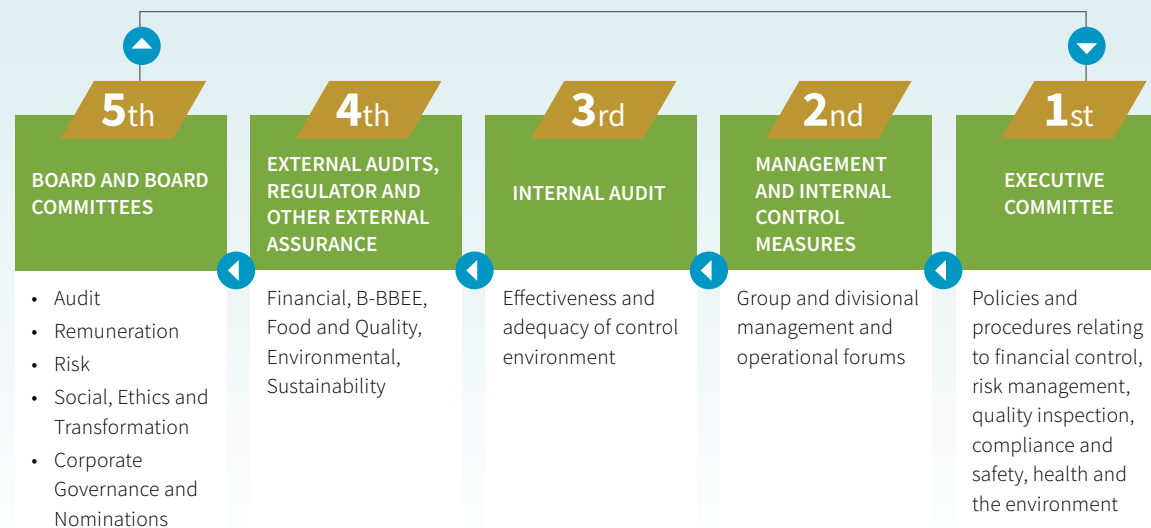 5th
BOARD AND BOARD
COMMITTEES
• Audit
• Remuneration
• Risk
• Social, Ethics and
Transformation
• Corporate
Governance and
Nominations
4th
EXTERNAL AUDITS,
REGULATOR AND
OTHER EXTERNAL
ASSURANCE
Financial, B-BBEE,
Food and Quality,
Environmental,
Sustainability
3rd
INTERNAL AUDIT
Effectiveness and
adequacy of control
environment
2nd
MANAGEMENT
AND INTERNAL
CONTROL
MEASURES
Group and divisional
management and
operational forums
1st
EXECUTIVE
COMMITTEE
Policies and
procedures relating
to financial control,
risk management,
quality inspection,
compliance and
safety, health and
the environment